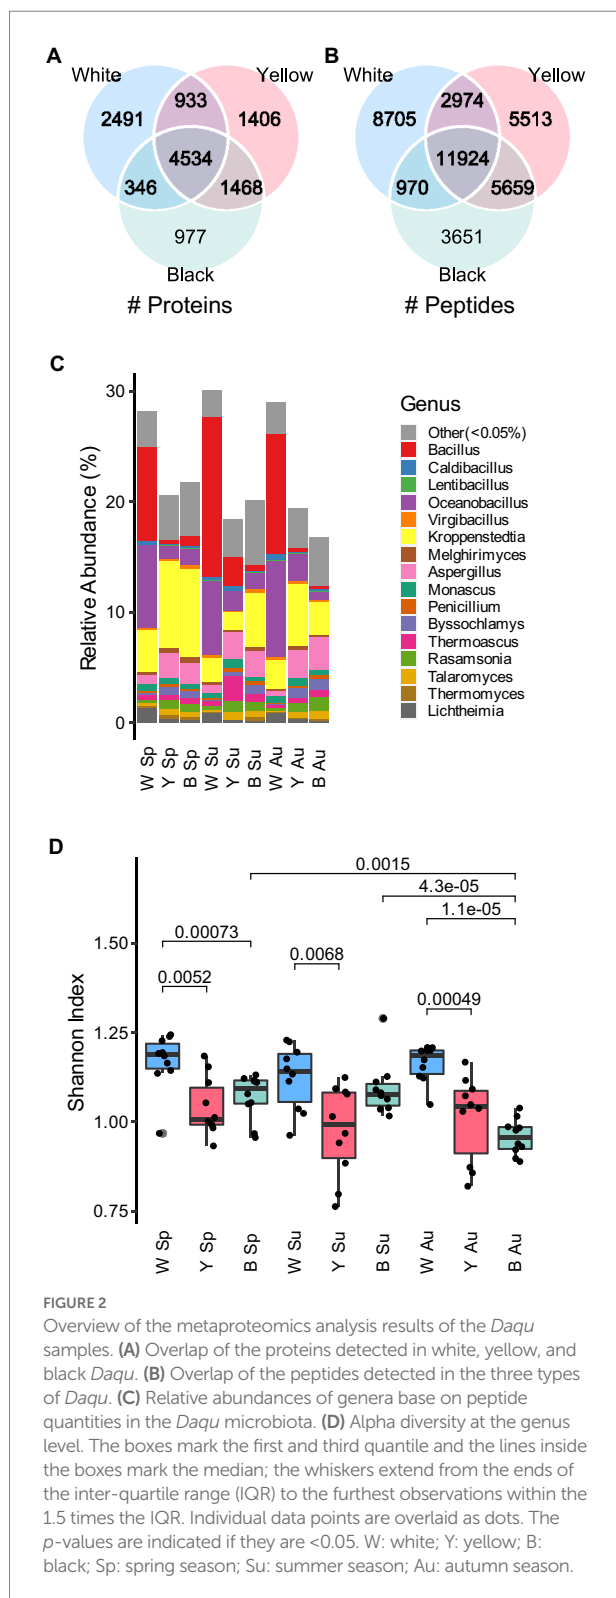 A
White
Yellow
933
2491
1406
4534
346
1468
977
Black
# Proteins
B
White
Yellow
2974
8705
5513
11924
970
5659
3651
Black
# Peptides
C
Relative Abundance (%)
30
20
10
0
W Sp
Y Sp
B Sp
W Su
Y Su
B Su
W Au
Y Au
B Au
Genus
Other(<0.05%)
Bacillus
Caldibacillus
Lentibacillus
Oceanobacillus
Virgibacillus
Kroppenstedtia
Melghirimyces
Aspergillus
Monascus
Penicillium
Byssochlamys
Thermoascus
Rasamsonia
Talaromyces
Thermomyces
Lichtheimia
D
Shannon Index
1.50
1.25
1.00
0.75
0.0015
4.3e-05
1.1e-05
0.00073
0.0068
0.0052
0.00049
W Sp
Y Sp
B Sp
W Su
Y Su
B Su
W Au
Y Au
B Au
FIGURE 2
Overview of the metaproteomics analysis results of the Daqu
samples. (A) Overlap of the proteins detected in white, yellow, and
black Daqu. (B) Overlap of the peptides detected in the three types
of Daqu. (C) Relative abundances of genera base on peptide
quantities in the Daqu microbiota. (D) Alpha diversity at the genus
level. The boxes mark the first and third quantile and the lines inside
the boxes mark the median; the whiskers extend from the ends of
the inter-quartile range (IQR) to the furthest observations within the
1.5 times the IQR. Individual data points are overlaid as dots. The
p-values are indicated if they are <0.05. W: white; Y: yellow; B:
black; Sp: spring season; Su: summer season; Au: autumn season.